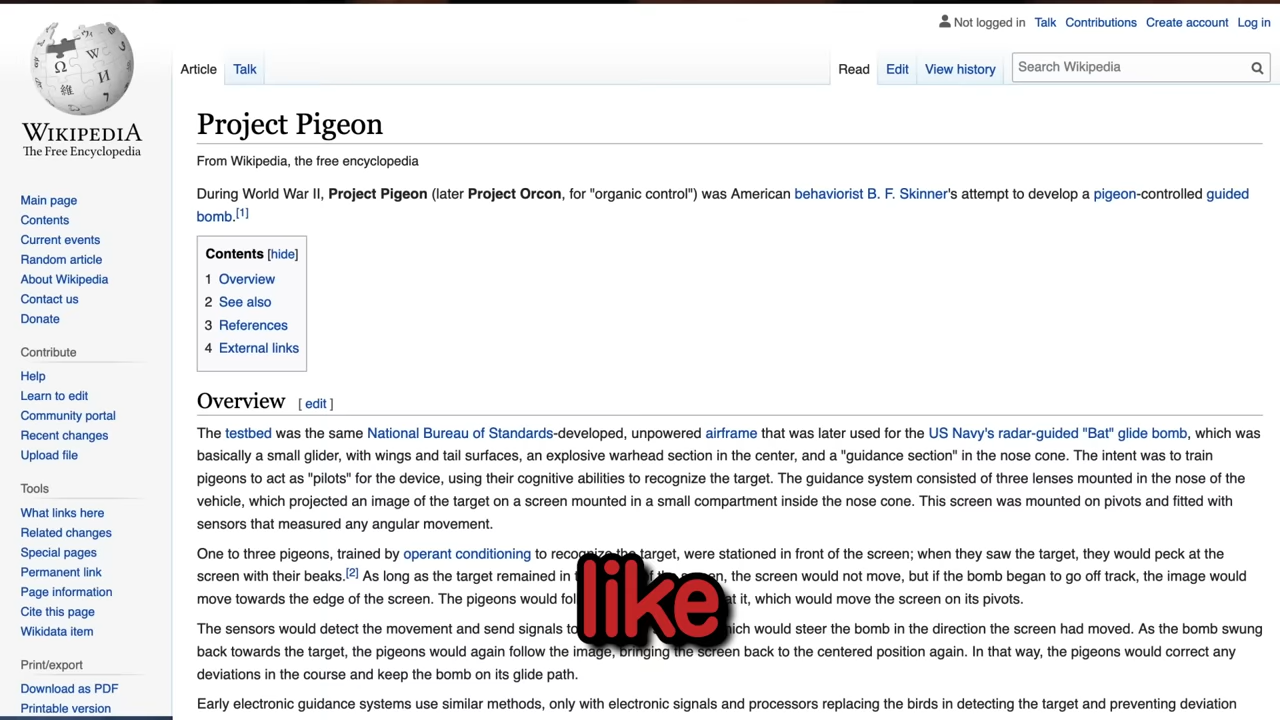 Not logged in Talk Contributions Create account Log in
Article Talk Read Edit View history Search Wikipedia
WIKIPEDIA
The Free Encyclopedia
Main page
Contents
Current events
Random article
About Wikipedia
Contact us
Donate
Contribute
Help
Learn to edit
Community portal
Recent changes
Upload file
Tools
What links here
Related changes
Special pages
Permanent link
Page information
Cite this page
Wikidata item
Print/export
Download as PDF
Printable version
Project Pigeon
From Wikipedia, the free encyclopedia
During World War II, Project Pigeon (later Project Orcon, for "organic control") was American behaviorist B. F. Skinner's attempt to develop a pigeon-controlled guided
bomb.[1]
Contents [hide]
1 Overview
2 See also
3 References
4 External links
Overview [ edit ]
The testbed was the same National Bureau of Standards-developed, unpowered airframe that was later used for the US Navy's radar-guided "Bat" glide bomb, which was
basically a small glider, with wings and tail surfaces, an explosive warhead section in the center, and a "guidance section" in the nose cone. The intent was to train
pigeons to act as "pilots" for the device, using their cognitive abilities to recognize the target. The guidance system consisted of three lenses mounted in the nose of the
vehicle, which projected an image of the target on a screen mounted in a small compartment inside the nose cone. This screen was mounted on pivots and fitted with
sensors that measured any angular movement.
One to three pigeons, trained by operant conditioning to recognize the target, were stationed in front of the screen; when they saw the target, they would peck at the
screen with their beaks.[2] As long as the target remained in the screen, the screen would not move, but if the bomb began to go off track, the image would
move towards the edge of the screen. The pigeons would at it, which would move the screen on its pivots.
The sensors would detect the movement and send signals to which would steer the bomb in the direction the screen had moved. As the bomb swung
back towards the target, the pigeons would again follow the image, bringing the screen back to the centered position again. In that way, the pigeons would correct any
deviations in the course and keep the bomb on its glide path.
Early electronic guidance systems use similar methods, only with electronic signals and processors replacing the birds in detecting the target and preventing deviation
like